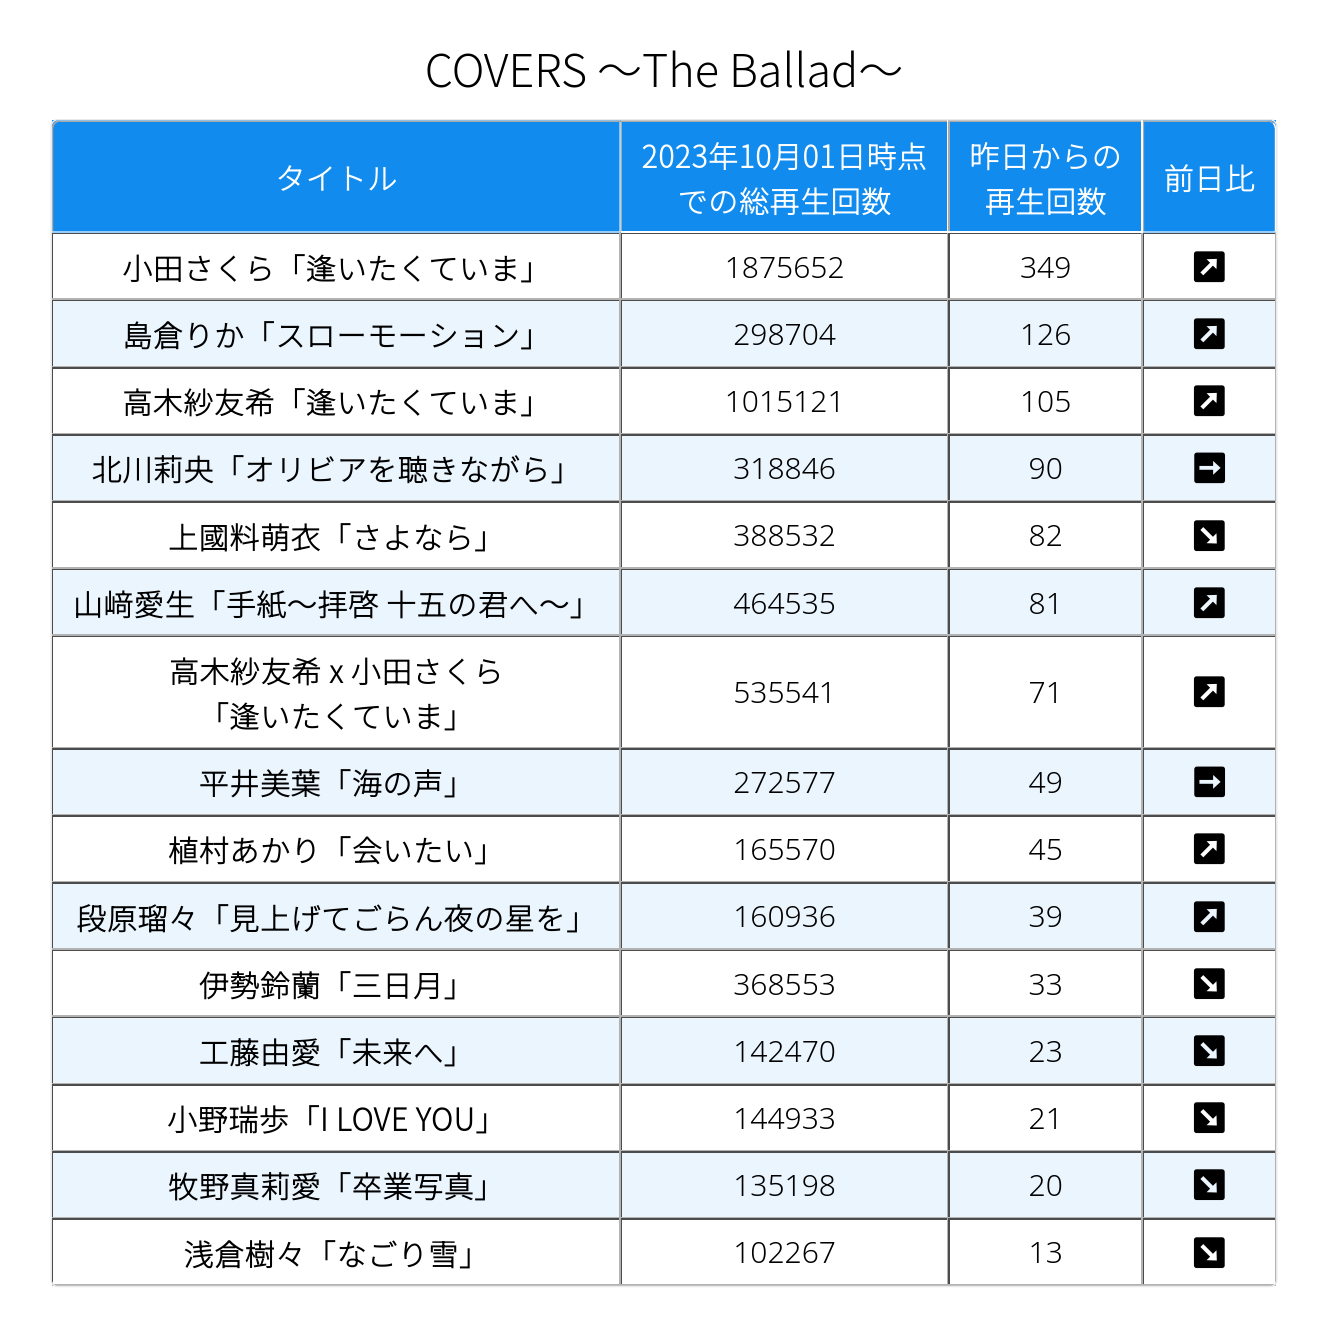 COVERS 〜The Ballad〜
タイトル
2023年10月01日時点
での総再生回数
昨日からの
再生回数
前日比
小田さくら「逢いたくていま」 1875652 349 ↗
島倉りか「スローモーション」 298704 126 ↗
高木紗友希「逢いたくていま」 1015121 105 ↗
北川莉央「オリビアを聴きながら」 318846 90 →
上國料萌衣「さよなら」 388532 82 ↘
山﨑愛生「手紙〜拝啓 十五の君へ〜」 464535 81 ↗
高木紗友希 x 小田さくら
「逢いたくていま」 535541 71 ↗
平井美葉「海の声」 272577 49 →
植村あかり「会いたい」 165570 45 ↗
段原瑠々「見上げてごらん夜の星を」 160936 39 ↗
伊勢鈴蘭「三日月」 368553 33 ↘
工藤由愛「未来へ」 142470 23 ↘
小野瑞歩「I LOVE YOU」 144933 21 ↘
牧野真莉愛「卒業写真」 135198 20 ↘
浅倉樹々「なごり雪」 102267 13 ↘